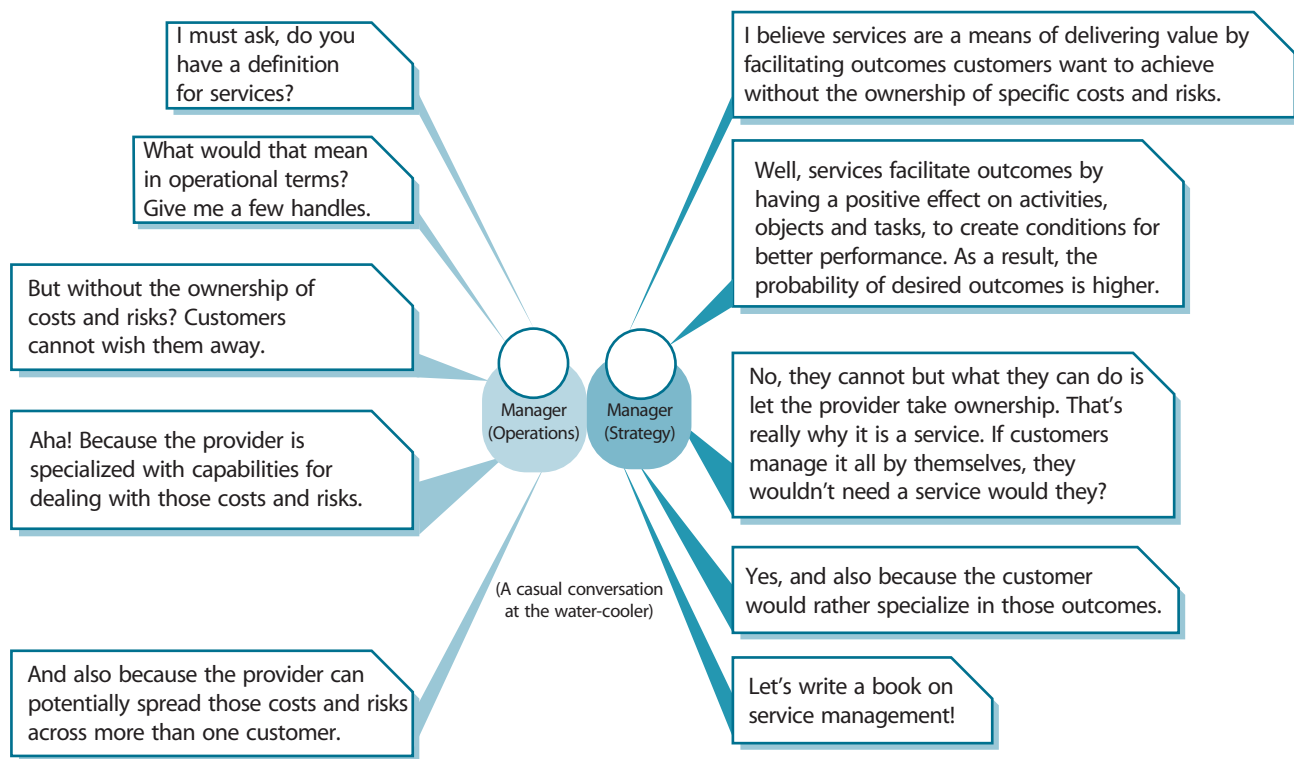 I must ask, do you
have a definition
for services?
I believe services are a means of delivering value by
facilitating outcomes customers want to achieve
without the ownership of specific costs and risks.
What would that mean
in operational terms?
Give me a few handles.
Well, services facilitate outcomes by
having a positive effect on activities,
objects and tasks, to create conditions for
better performance. As a result, the
probability of desired outcomes is higher.
But without the ownership of
costs and risks? Customers
cannot wish them away.
No, they cannot but what they can do is
let the provider take ownership. That's
really why it is a service. If customers
manage it all by themselves, they
wouldn't need a service would they?
Manager
(Operations)
Manager
(Strategy)
Aha! Because the provider is
specialized with capabilities for
dealing with those costs and risks.
Yes, and also because the customer
would rather specialize in those outcomes.
(A casual conversation
at the water-cooler)
And also because the provider can
potentially spread those costs and risks
across more than one customer.
Let's write a book on
service management!